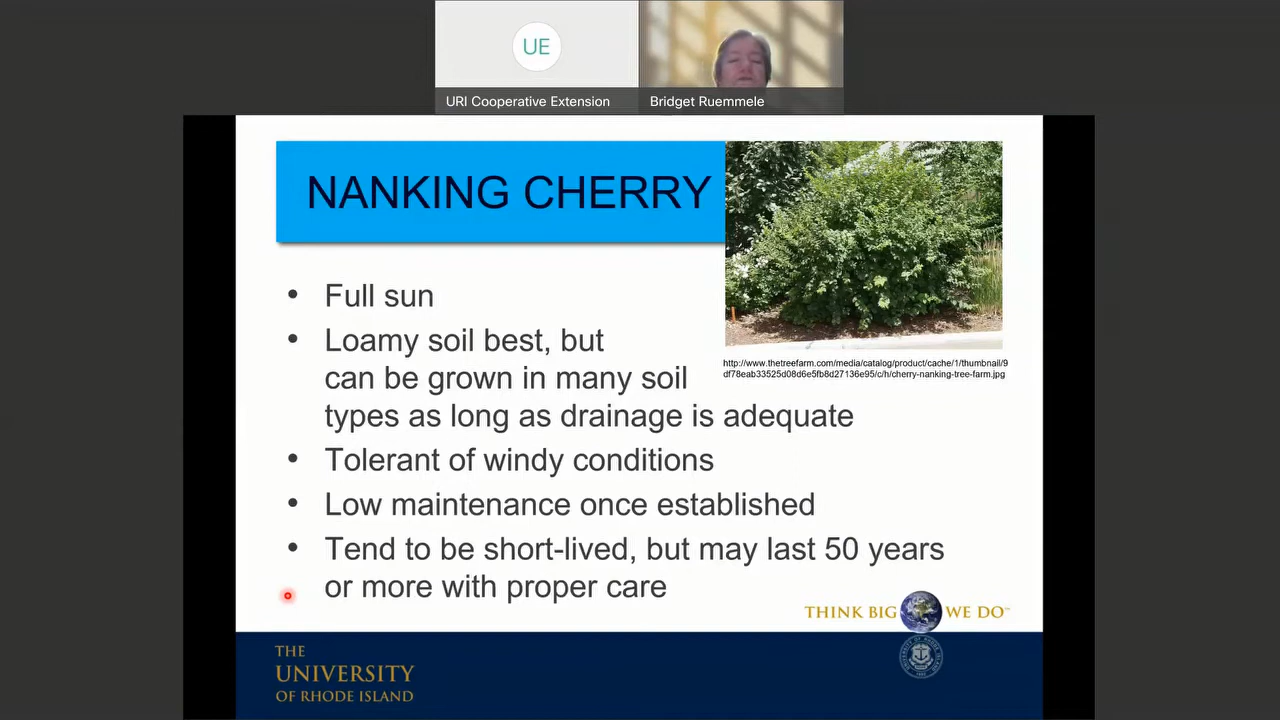 UE
URI Cooperative Extension
Bridget Ruemmele
NANKING CHERRY
• Full sun
• Loamy soil best, but
can be grown in many soil
types as long as drainage is adequate
• Tolerant of windy conditions
• Low maintenance once established
• Tend to be short-lived, but may last 50 years
or more with proper care
http://www.thetreefarm.com/media/catalog/product/cache/1/thumbnail/9
df78eab33525d08d6e5fb8d27136e95/c/h/cherry-nanking-tree-farm.jpg
THINK BIG WE DO™
THE
UNIVERSITY
OF RHODE ISLAND